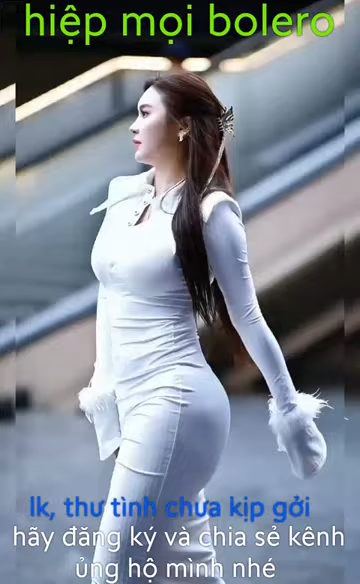 hiệp mọi bolero
lk, thư tình chưa kịp gởi
hãy đăng ký và chia sẻ kênh
ủng hộ mình nhé